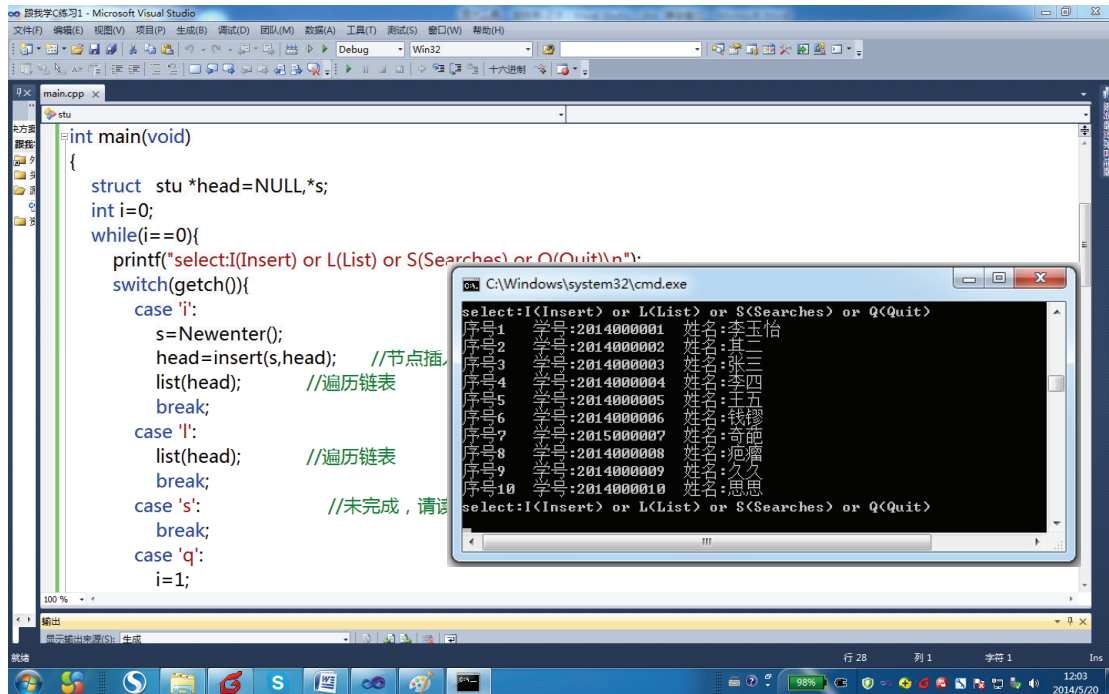 跟我学C练习1 - Microsoft Visual Studio
文件(F) 编辑(E) 视图(V) 项目(P) 生成(B) 调试(D) 团队(M) 数据(A) 工具(T) 测试(S) 窗口(W) 帮助(H)
Debug Win32
十六进制
main.cpp
stu
int main(void)
{
struct stu *head=NULL,*s;
int i=0;
while(i==0){
printf("select:I(Insert) or L(List) or S(Searches) or Q(Quit)\n");
switch(getch()){
case 'i':
s=Newenter();
head=insert(s,head); //节点插
list(head); //遍历链表
break;
case 'l':
list(head); //遍历链表
break;
case 's': //未完成，请读
break;
case 'q':
i=1;
100 %
C:\Windows\system32\cmd.exe
select:I(Insert) or L(List) or S(Searches) or Q(Quit)
序号1 学号:2014000001 姓名:李玉怡
序号2 学号:2014000002 姓名:其二
序号3 学号:2014000003 姓名:张三
序号4 学号:2014000004 姓名:李四
序号5 学号:2014000005 姓名:王五
序号6 学号:2014000006 姓名:钱镠
序号7 学号:2015000007 姓名:奇葩
序号8 学号:2014000008 姓名:疤瘤
序号9 学号:2014000009 姓名:久久
序号10 学号:2014000010 姓名:思思
select:I(Insert) or L(List) or S(Searches) or Q(Quit)
输出
显示输出来源(S): 生成
就绪 行 28 列 1 字符 1 Ins
98%
12:03
2014/5/20